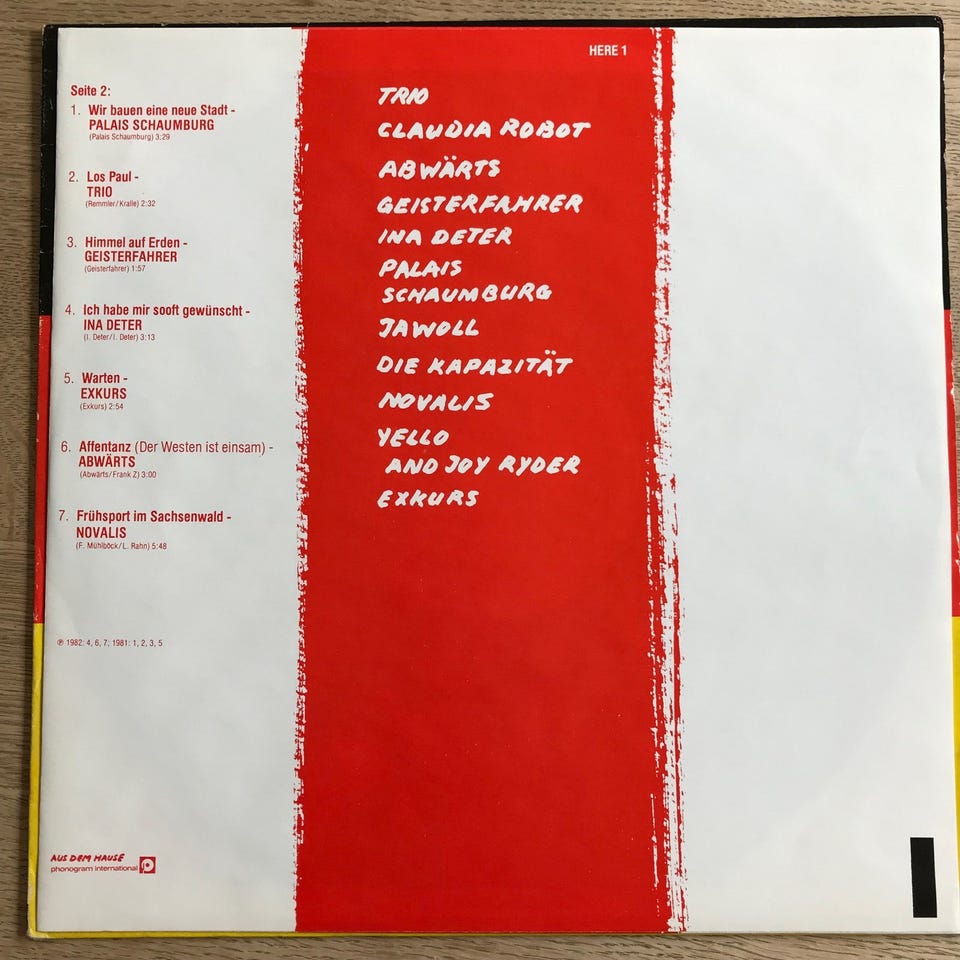 HERE 1
Seite 2:
1. Wir bauen eine neue Stadt -
PALAIS SCHAUMBURG
(Palais Schaumburg) 3:29
2. Los Paul -
TRIO
(Remmler/Kralle) 2:32
3. Himmel auf Erden -
GEISTERFAHRER
(Geisterfahrer) 1:57
4. Ich habe mir sooft gewünscht -
INA DETER
(I. Deter/I. Deter) 3:13
5. Warten -
EXKURS
(Exkurs) 2:54
6. Affentanz (Der Westen ist einsam) -
ABWÄRTS
(Abwärts/Frank Z) 3:00
7. Frühsport im Sachsenwald -
NOVALIS
(F. Mühlböck/L. Rahn) 5:48
℗ 1982: 4, 6, 7; 1981: 1, 2, 3, 5
AUS DEM HAUSE
phonogram international p
TRIO
CLAUDIA ROBOT
ABWÄRTS
GEISTERFAHRER
INA DETER
PALAIS
SCHAUMBURG
JAWOLL
DIE KAPAZITÄT
NOVALIS
YELLO
AND JOY RYDER
EXKURS